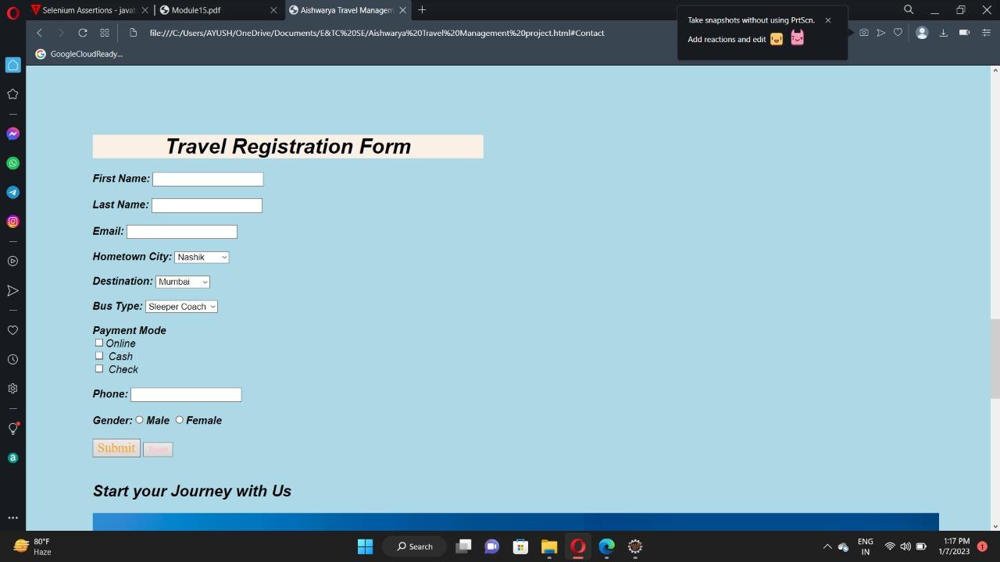 Selenium Assertions - javat
Module15.pdf
Aishwarya Travel Managem
file:///C:/Users/AYUSH/OneDrive/Documents/E&TC%20SE/Aishwarya%20Travel%20Management%20project.html#Contact
Take snapshots without using PrtScn.
Add reactions and edit
GoogleCloudReady...
Travel Registration Form
First Name:
Last Name:
Email:
Hometown City: Nashik
Destination: Mumbai
Bus Type: Sleeper Coach
Payment Mode
Online
Cash
Check
Phone:
Gender: Male Female
Submit Reset
Start your Journey with Us
80°F
Haze
Search
ENG
IN
1:17 PM
1/7/2023
1